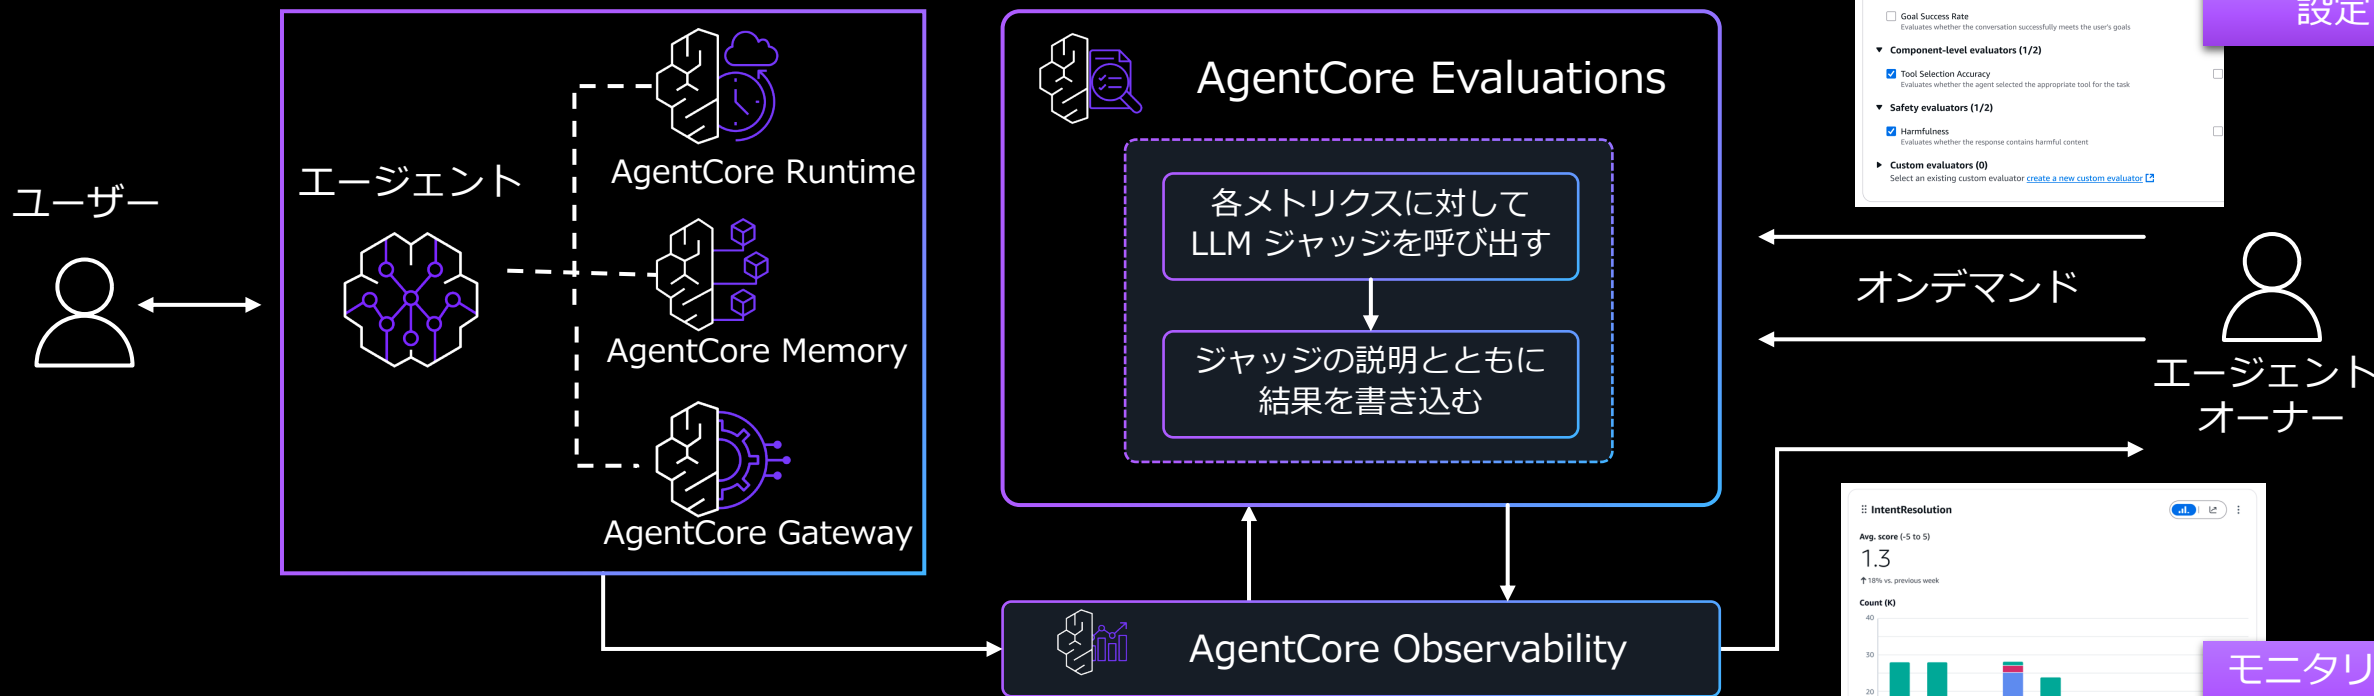 ユーザー
エージェント
AgentCore Runtime
AgentCore Memory
AgentCore Gateway
AgentCore Evaluations
各メトリクスに対して
LLM ジャッジを呼び出す
ジャッジの説明とともに
結果を書き込む
AgentCore Observability
Goal Success Rate
Evaluates whether the conversation successfully meets the user's goals
Component-level evaluators (1/2)
Tool Selection Accuracy
Evaluates whether the agent selected the appropriate tool for the task
Safety evaluators (1/2)
Harmfulness
Evaluates whether the response contains harmful content
Custom evaluators (0)
Select an existing custom evaluator create a new custom evaluator
設定
オンデマンド
エージェント
オーナー
IntentResolution
Avg. score (-5 to 5)
1.3
18% vs. previous week
Count (K)
40
30
20
モニタリ